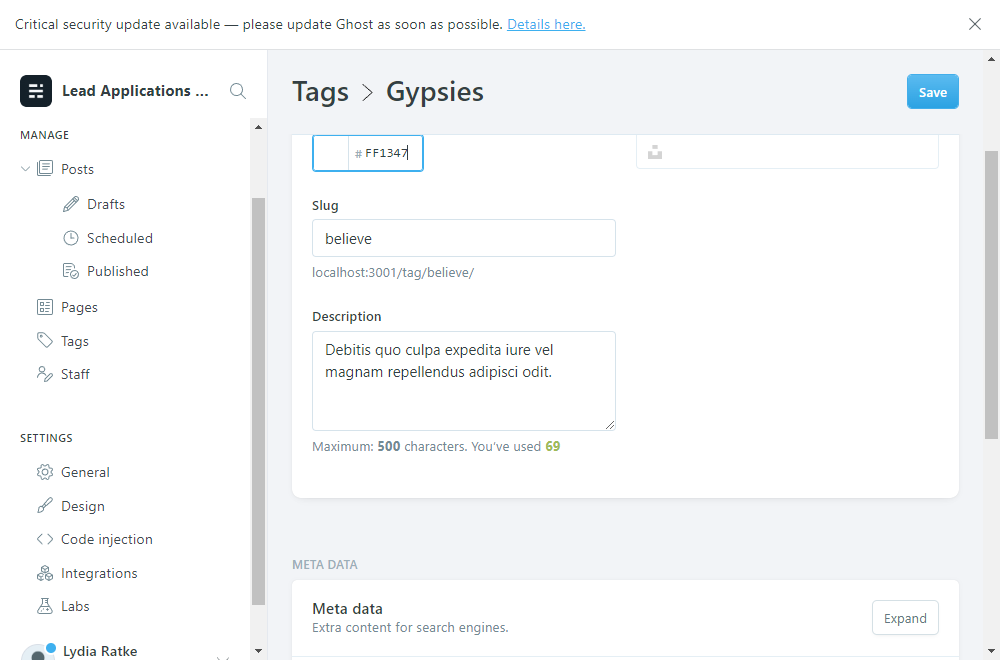 Critical security update available — please update Ghost as soon as possible. Details here.
Lead Applications ...
Tags > Gypsies
Save
MANAGE
Posts
Drafts
Scheduled
Published
Pages
Tags
Staff
SETTINGS
General
Design
Code injection
Integrations
Labs
Lydia Ratke
# FF1347
Slug
believe
localhost:3001/tag/believe/
Description
Debitis quo culpa expedita iure vel
magnam repellendus adipisci odit.
Maximum: 500 characters. You've used 69
META DATA
Meta data
Extra content for search engines.
Expand